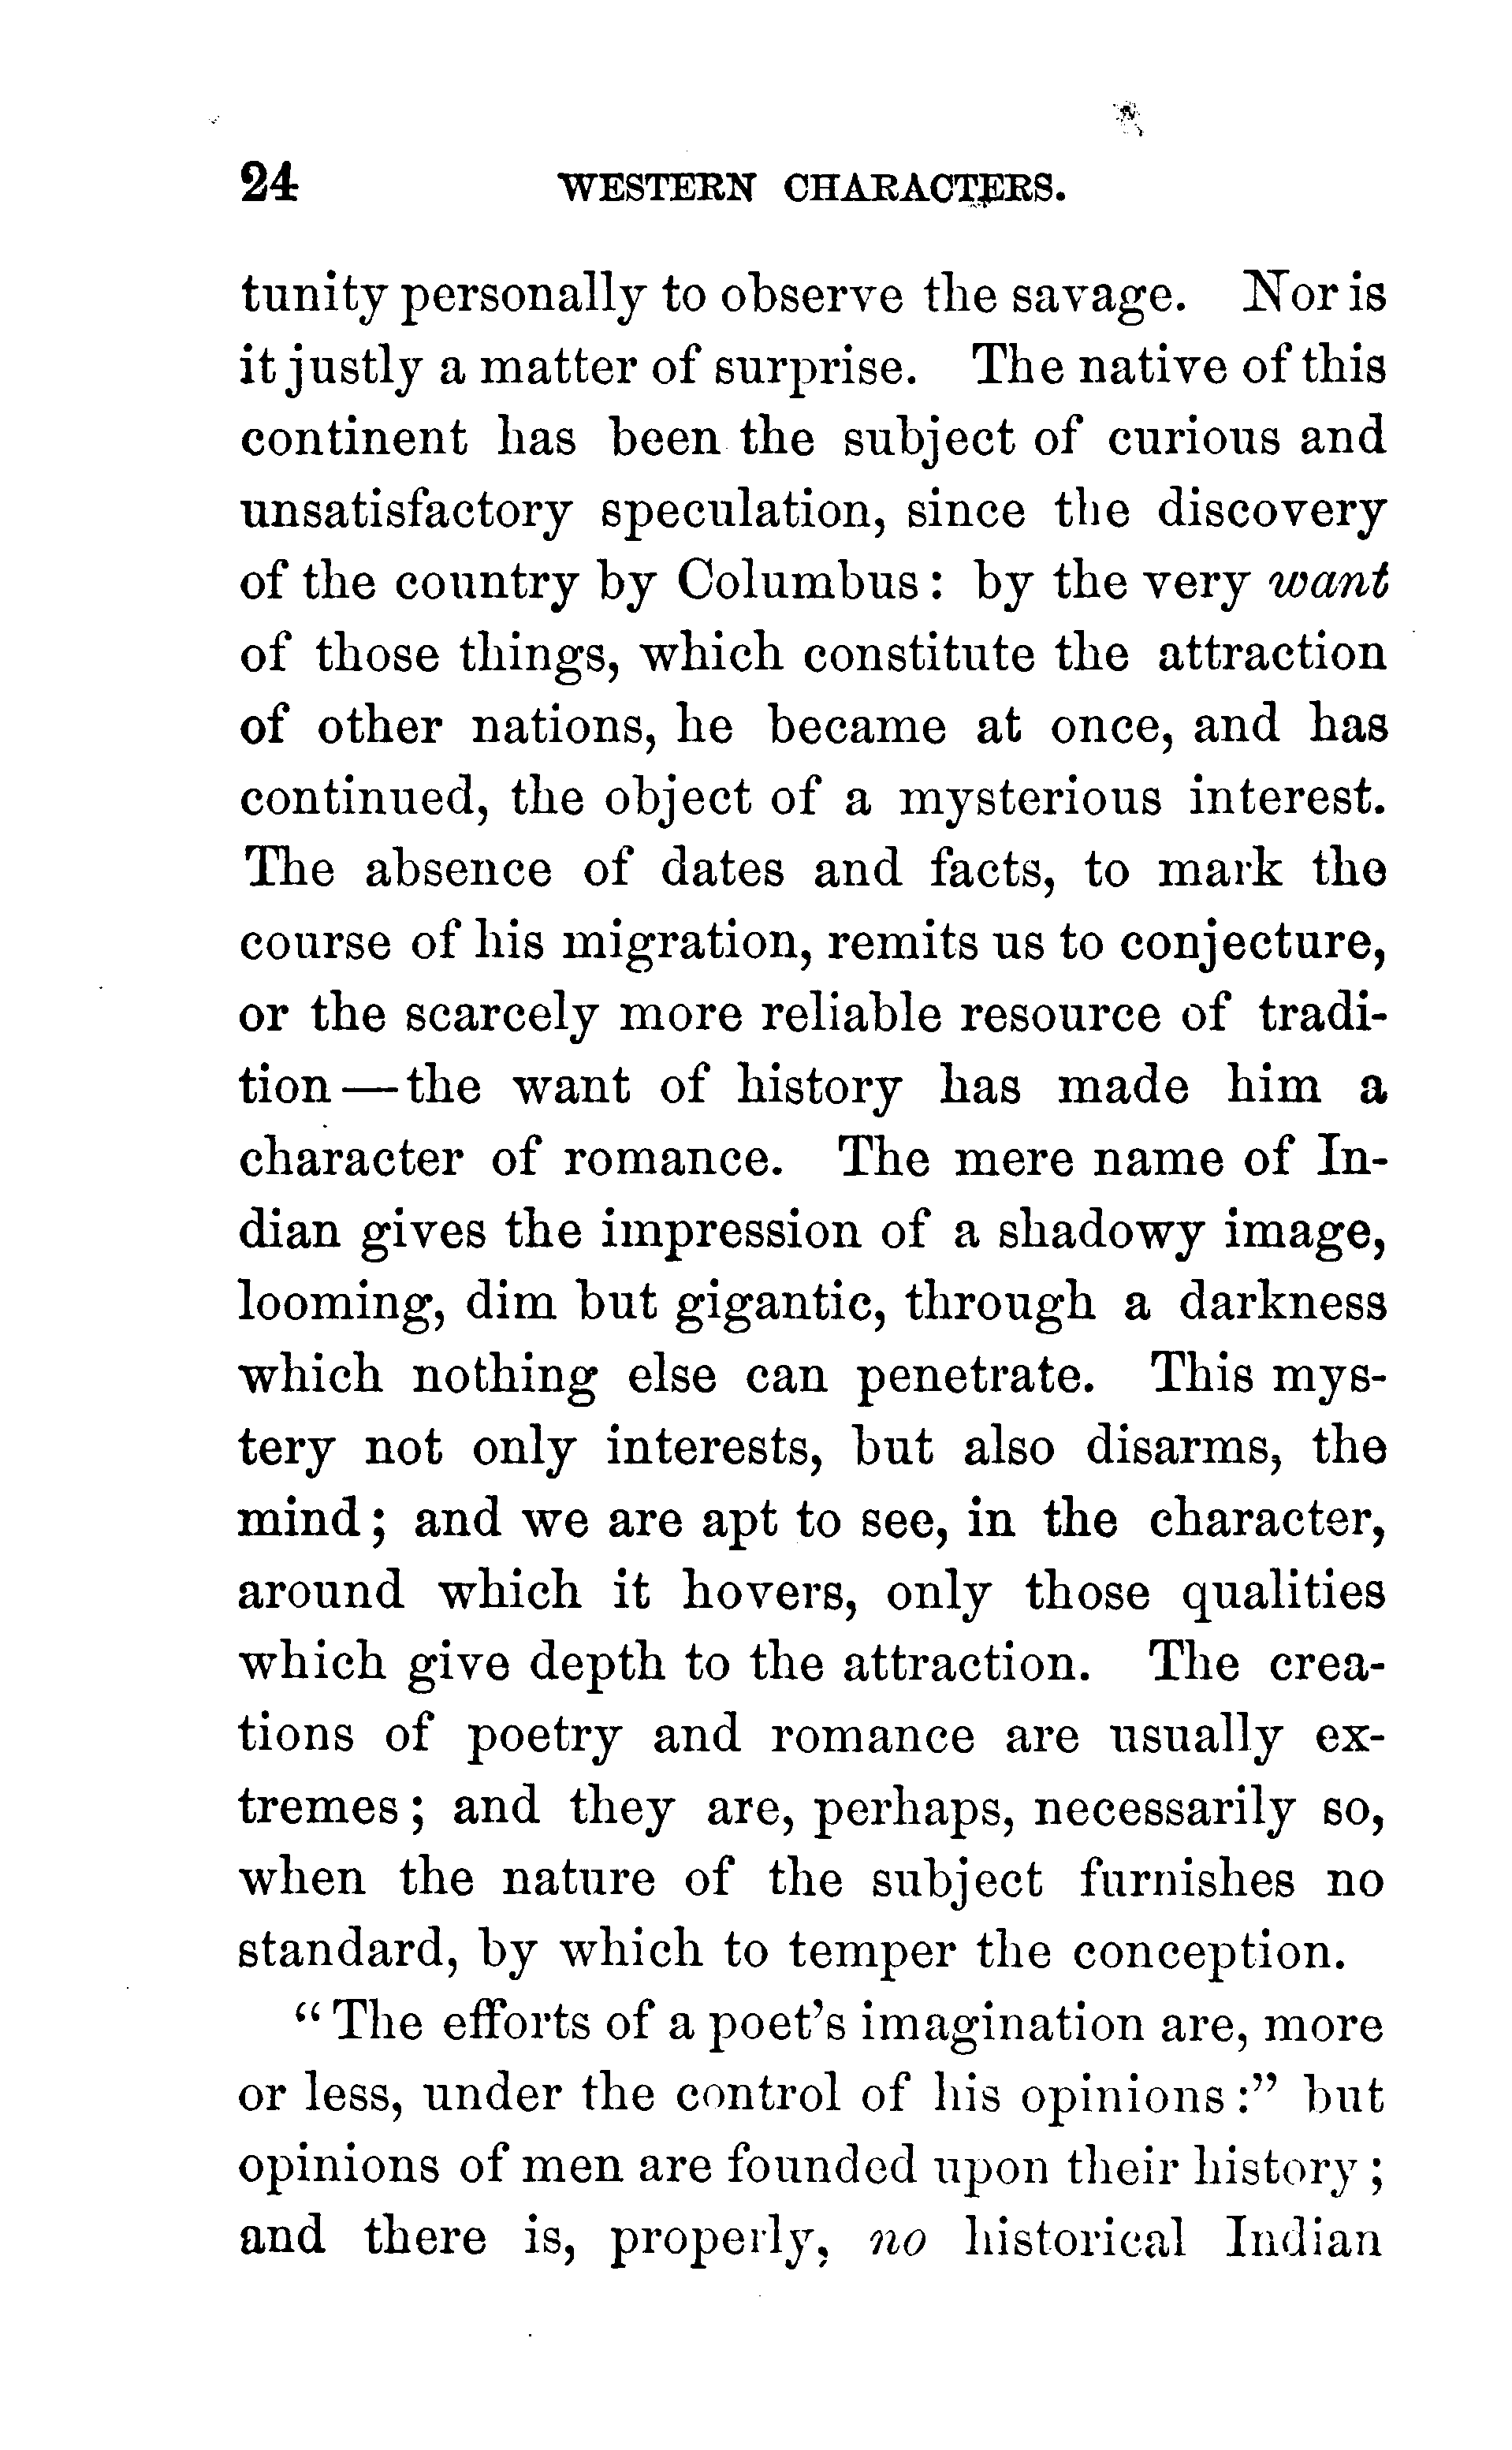 24 WESTERN CHARACTERS.
tunity personally to observe the savage. Nor is
it justly a matter of surprise. The native of this
continent has been the subject of curious and
unsatisfactory speculation, since the discovery
of the country by Columbus: by the very want
of those things, which constitute the attraction
of other nations, he became at once, and has
continued, the object of a mysterious interest.
The absence of dates and facts, to mark the
course of his migration, remits us to conjecture,
or the scarcely more reliable resource of tradi-
tion—the want of history has made him a
character of romance. The mere name of In-
dian gives the impression of a shadowy image,
looming, dim but gigantic, through a darkness
which nothing else can penetrate. This mys-
tery not only interests, but also disarms, the
mind; and we are apt to see, in the character,
around which it hovers, only those qualities
which give depth to the attraction. The crea-
tions of poetry and romance are usually ex-
tremes; and they are, perhaps, necessarily so,
when the nature of the subject furnishes no
standard, by which to temper the conception.
"The efforts of a poet's imagination are, more
or less, under the control of his opinions:" but
opinions of men are founded upon their history;
and there is, properly, no historical Indian